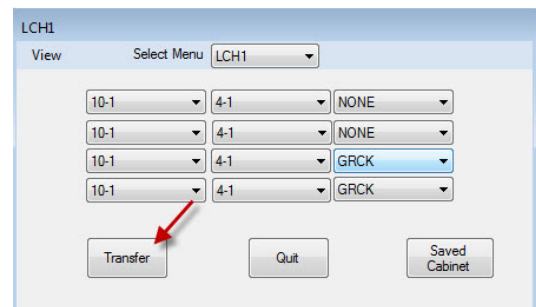 LCH1
View Select Menu LCH1
10-1 4-1 NONE
10-1 4-1 NONE
10-1 4-1 GRCK
10-1 4-1 GRCK
Transfer Quit Saved
Cabinet